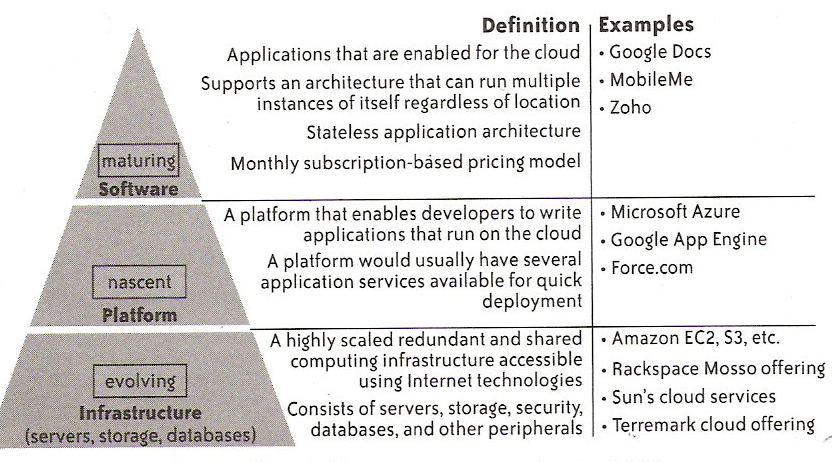 Definition
Examples
Applications that are enabled for the cloud
Supports an architecture that can run multiple
instances of itself regardless of location
Stateless application architecture
Monthly subscription-based pricing model
• Google Docs
• MobileMe
• Zoho
maturing
Software
A platform that enables developers to write
applications that run on the cloud
A platform would usually have several
application services available for quick
deployment
• Microsoft Azure
• Google App Engine
• Force.com
nascent
Platform
A highly scaled redundant and shared
computing infrastructure accessible
using Internet technologies
Consists of servers, storage, security,
databases, and other peripherals
• Amazon EC2, S3, etc.
• Rackspace Mosso offering
• Sun's cloud services
• Terremark cloud offering
evolving
Infrastructure
(servers, storage, databases)